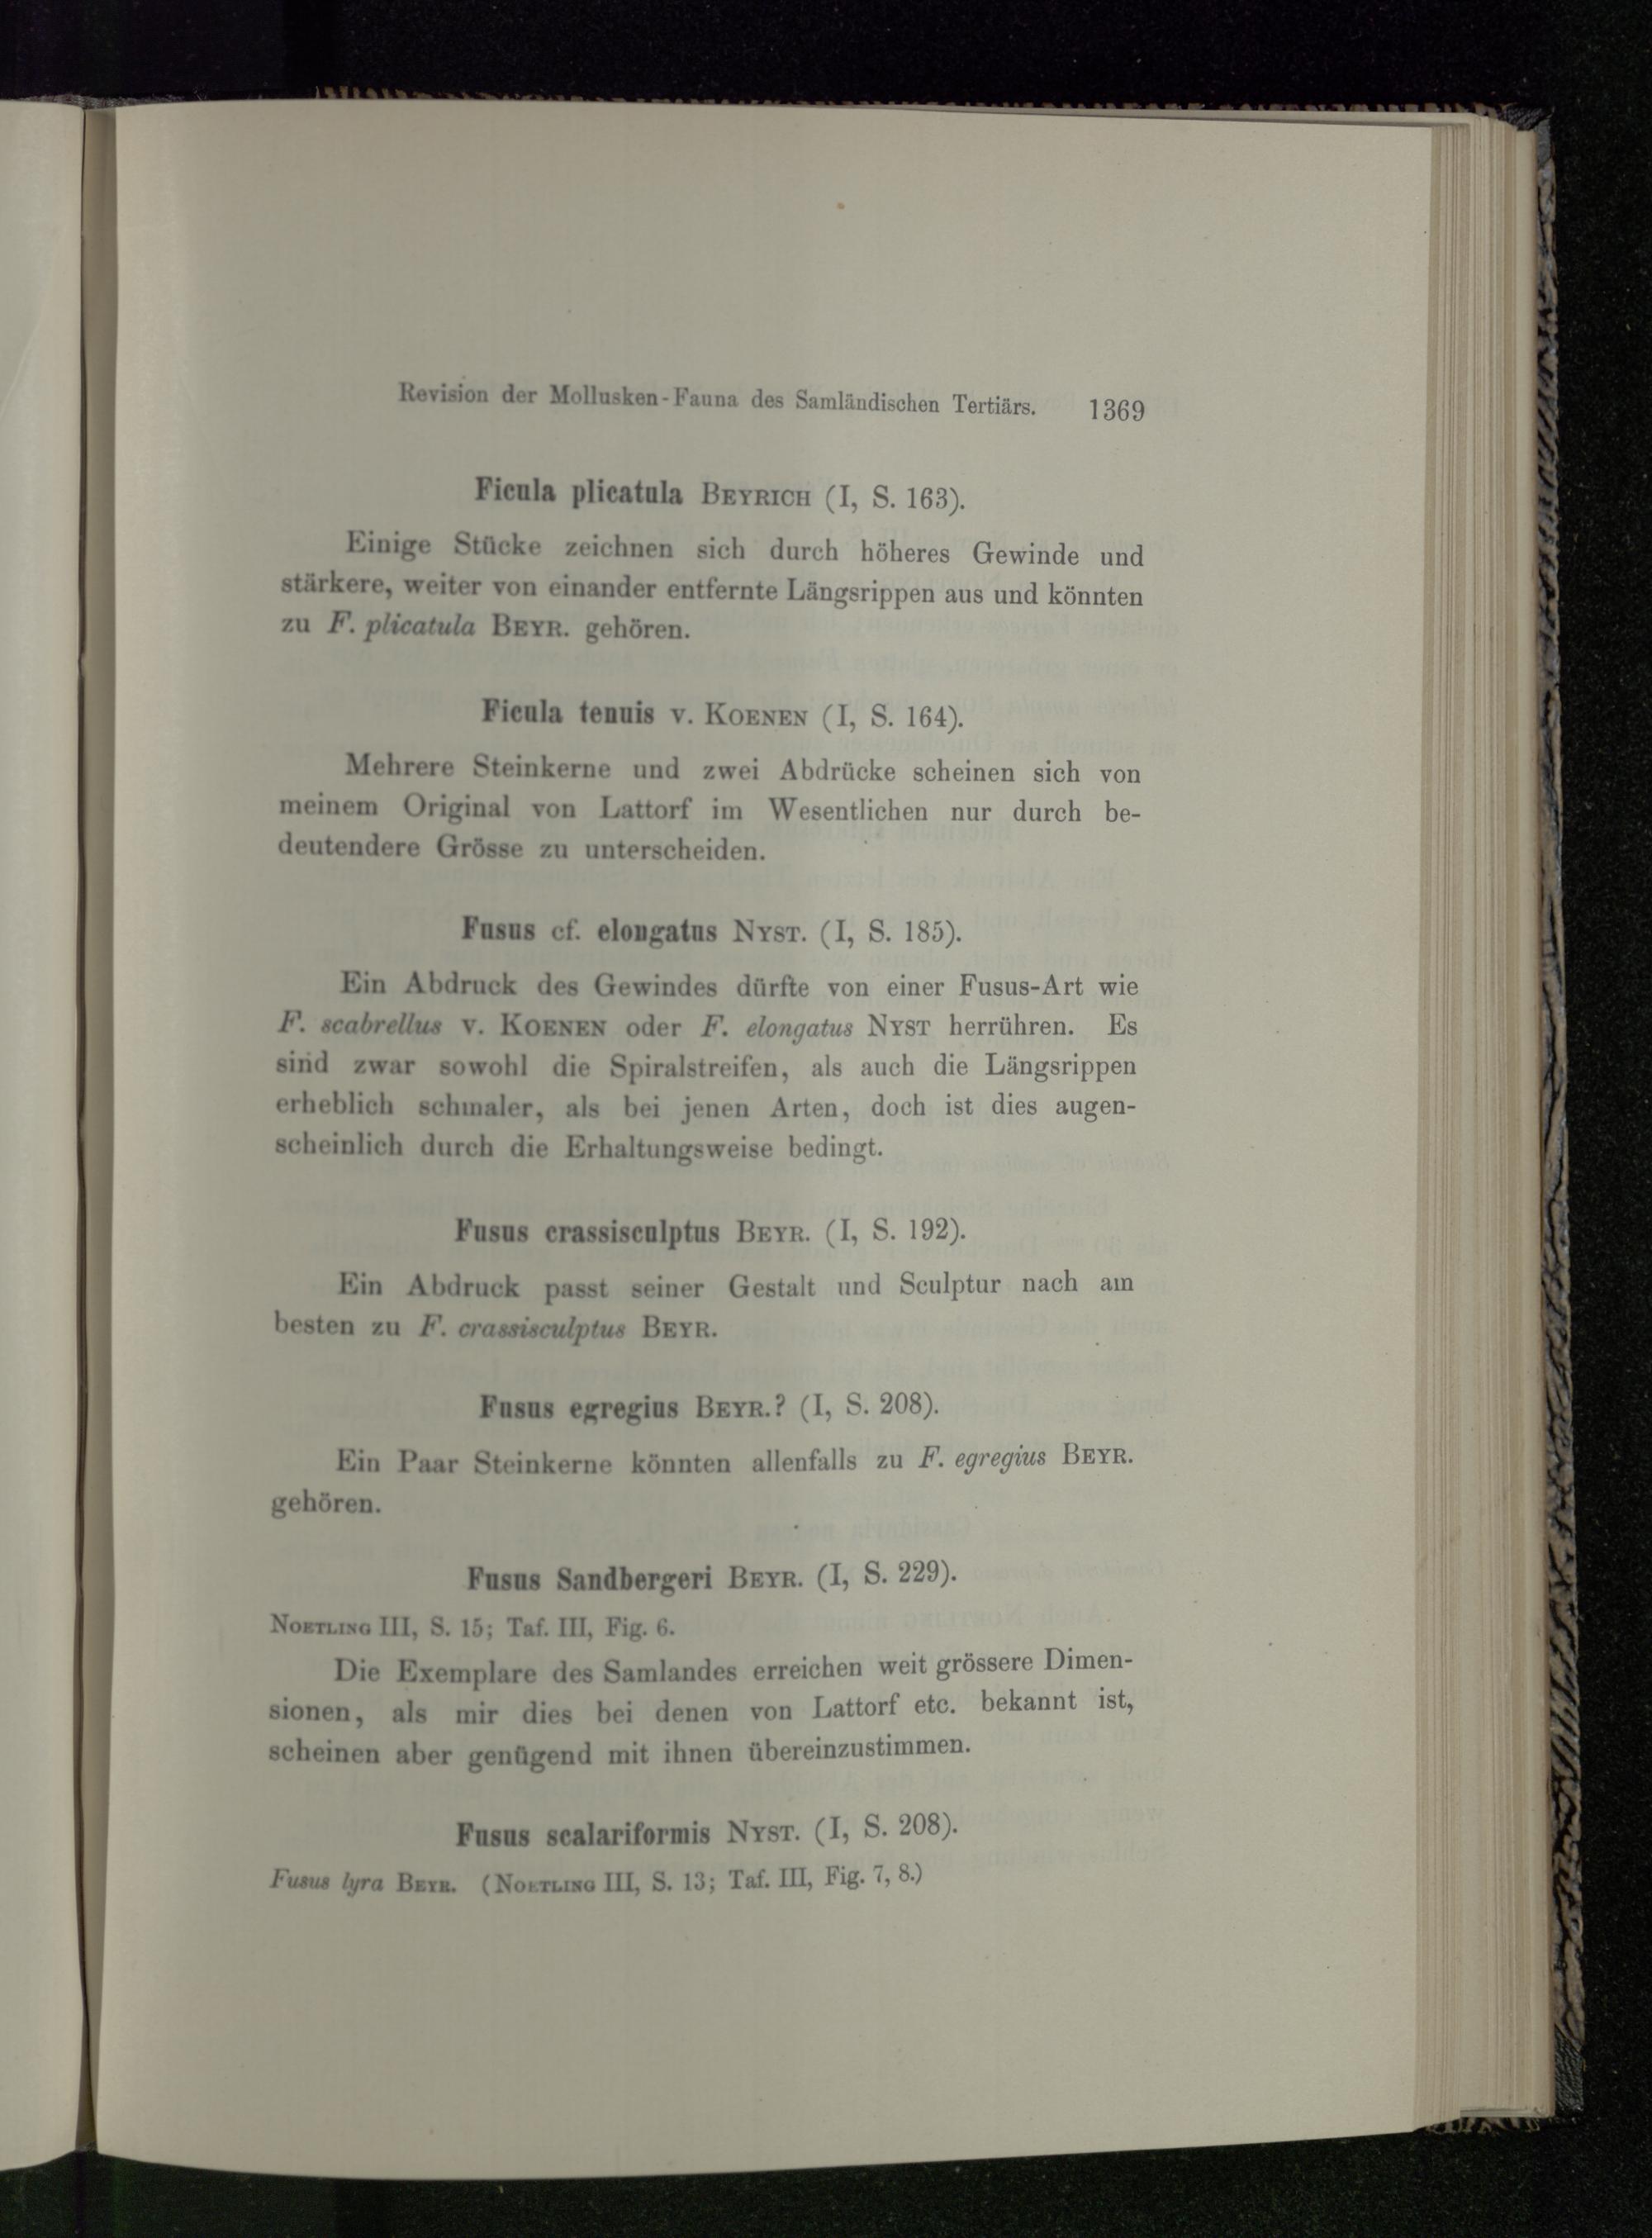 Revision der Mollusken-Fauna des Samländischen Tertiärs. 1369
Ficula plicatula BEYRICH (I, S. 163).
Einige Stücke zeichnen sich durch höheres Gewinde und
stärkere, weiter von einander entfernte Längsrippen aus und könnten
zu F. plicatula BEYR. gehören.
Ficula tenuis v. KOENEN (I, S. 164).
Mehrere Steinkerne und zwei Abdrücke scheinen sich von
meinem Original von Lattorf im Wesentlichen nur durch be-
deutendere Grösse zu unterscheiden.
Fusus cf. elongatus NYST. (I, S. 185).
Ein Abdruck des Gewindes dürfte von einer Fusus-Art wie
F. scabrellus v. KOENEN oder F. elongatus NYST herrühren. Es
sind zwar sowohl die Spiralstreifen, als auch die Längsrippen
erheblich schmaler, als bei jenen Arten, doch ist dies augen-
scheinlich durch die Erhaltungsweise bedingt.
Fusus crassisculptus BEYR. (I, S. 192).
Ein Abdruck passt seiner Gestalt und Sculptur nach am
besten zu F. crassisculptus BEYR.
Fusus egregius BEYR.? (I, S. 208).
Ein Paar Steinkerne könnten allenfalls zu F. egregius BEYR.
gehören.
Fusus Sandbergeri BEYR. (I, S. 229).
NOETLING III, S. 15; Taf. III, Fig. 6.
Die Exemplare des Samlandes erreichen weit grössere Dimen-
sionen, als mir dies bei denen von Lattorf etc. bekannt ist,
scheinen aber genügend mit ihnen übereinzustimmen.
Fusus scalariformis NYST. (I, S. 208).
Fusus lyra BEYR. (NOETLING III, S. 13; Taf. III, Fig. 7, 8.)